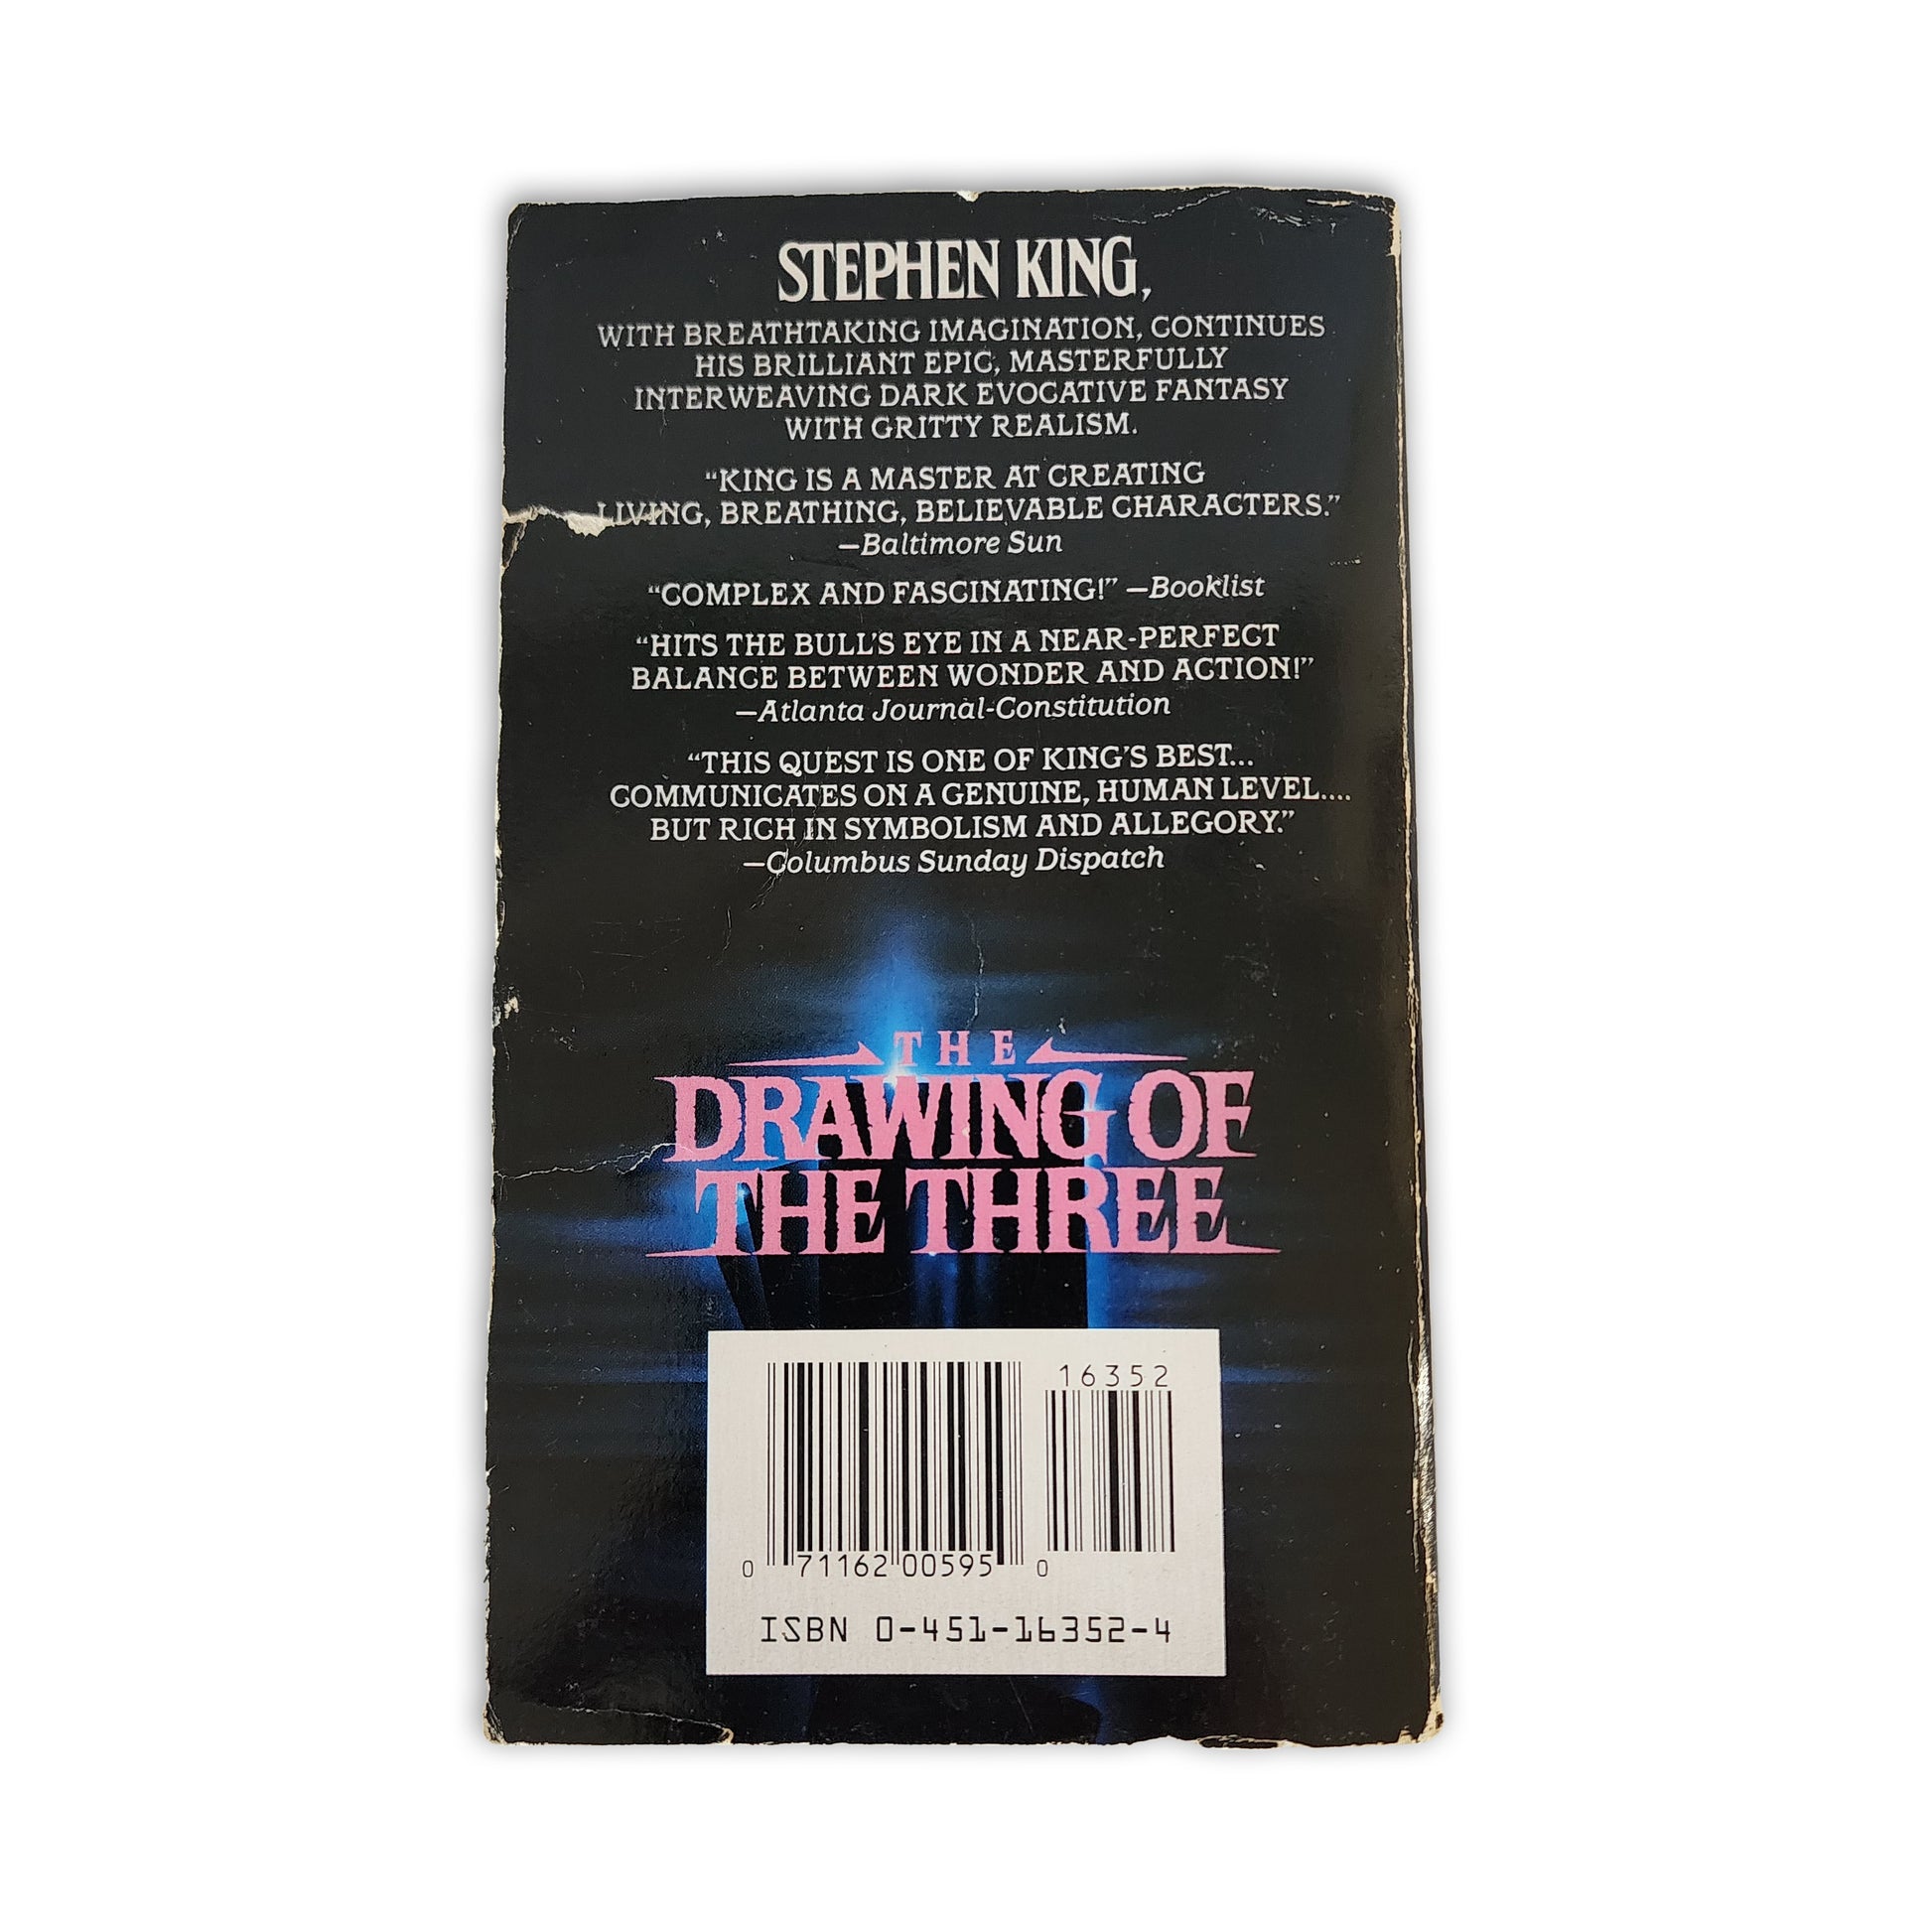 STEPHEN KING,
WITH BREATHTAKING IMAGINATION, CONTINUES
HIS BRILLIANT EPIC, MASTERFULLY
INTERWEAVING DARK EVOCATIVE FANTASY
WITH GRITTY REALISM.
“KING IS A MASTER AT CREATING
LIVING, BREATHING, BELIEVABLE CHARACTERS.”
—Baltimore Sun
“COMPLEX AND FASCINATING!” —Booklist
“HITS THE BULL'S EYE IN A NEAR-PERFECT
BALANCE BETWEEN WONDER AND ACTION!”
—Atlanta Journal-Constitution
“THIS QUEST IS ONE OF KING'S BEST...
COMMUNICATES ON A GENUINE, HUMAN LEVEL....
BUT RICH IN SYMBOLISM AND ALLEGORY.”
—Columbus Sunday Dispatch
THE
DRAWING OF
THE THREE
16352
0 71162 00595 0
ISBN 0-451-16352-4